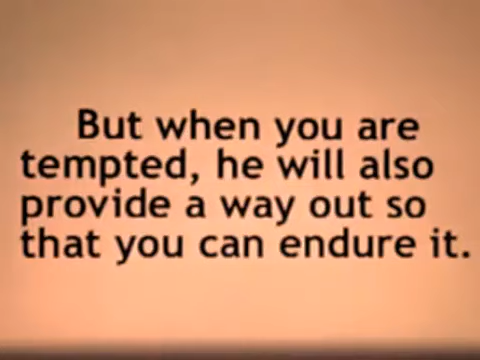 But when you are
tempted, he will also
provide a way out so
that you can endure it.